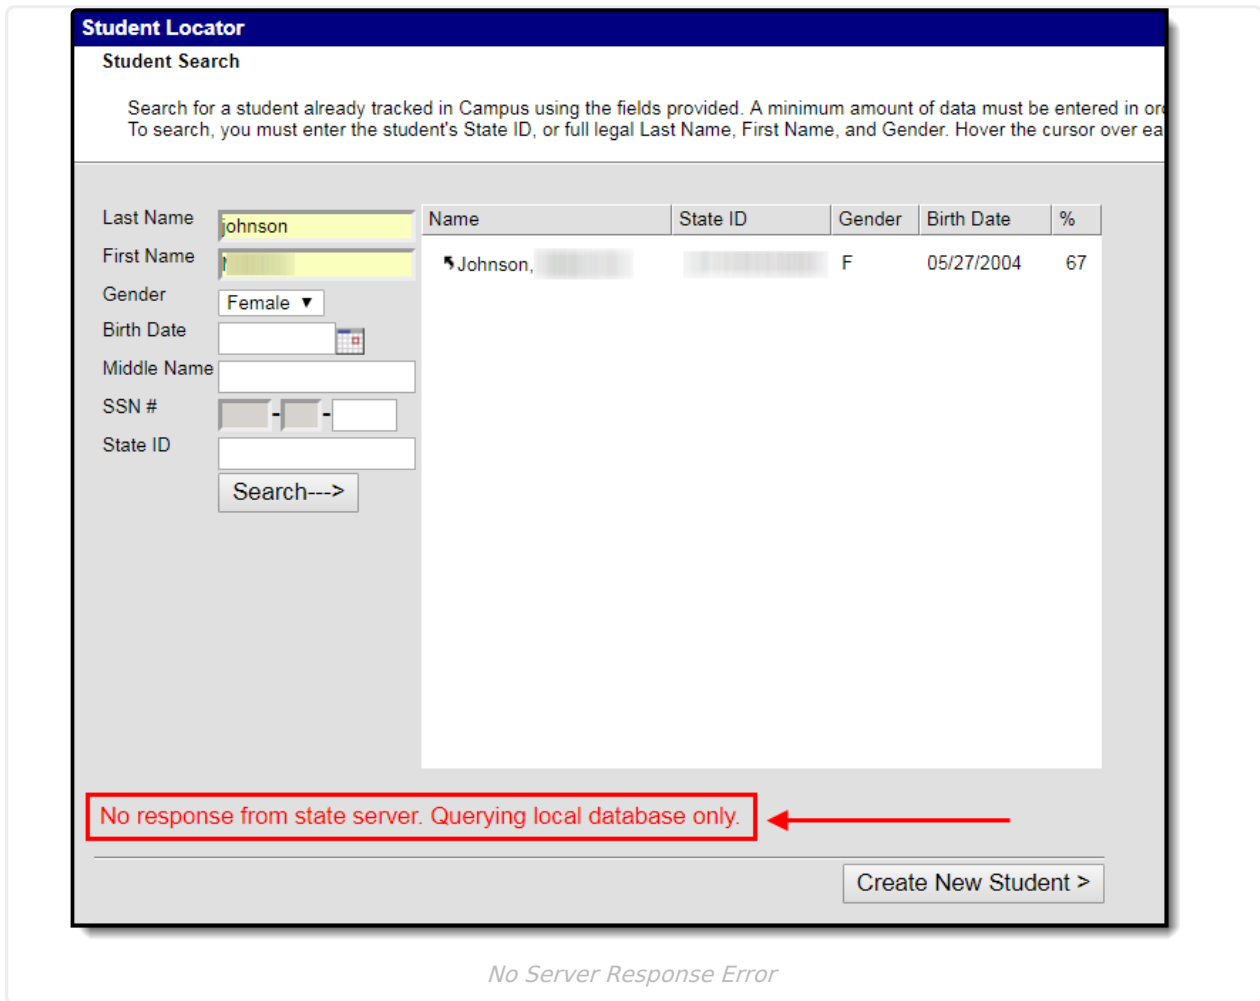 Student Locator
Student Search
Search for a student already tracked in Campus using the fields provided. A minimum amount of data must be entered in
To search, you must enter the student's State ID, or full legal Last Name, First Name, and Gender. Hover the cursor over
Last Name
johnson
First Name
Gender
Female
Birth Date
Middle Name
SSN #
- -
State ID
Search--->
Name State ID Gender Birth Date %
Johnson, F 05/27/2004 67
No response from state server. Querying local database only.
Create New Student >
No Server Response Error